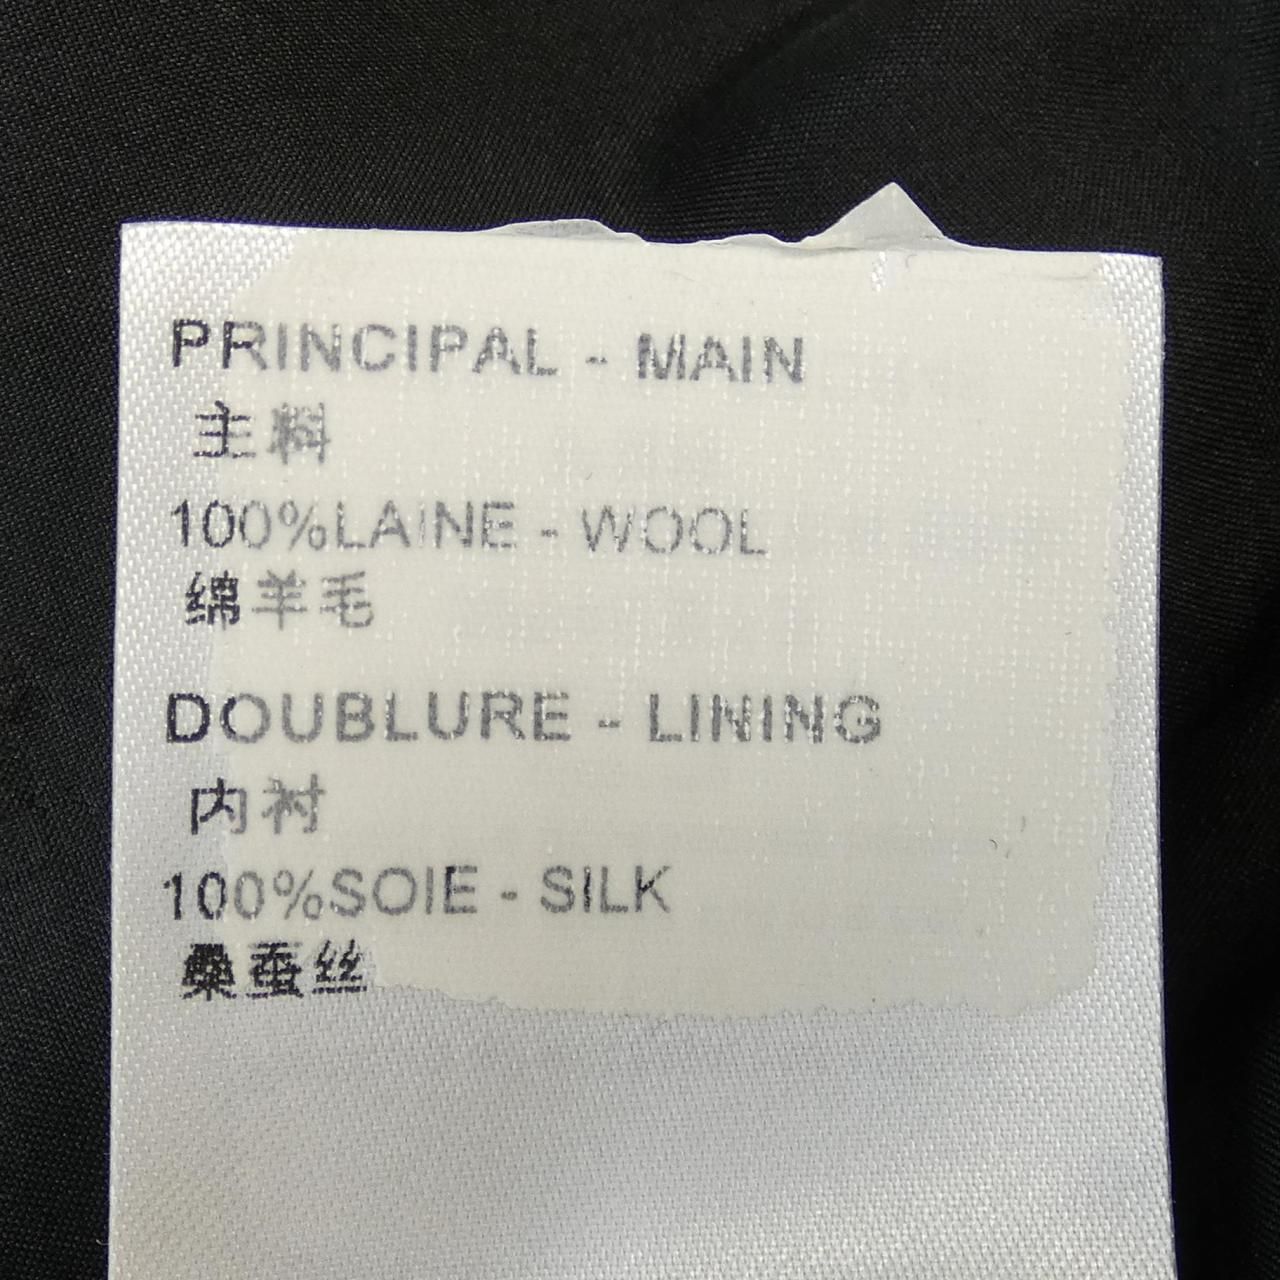 PRINCIPAL - MAIN
主料
100%LAINE - WOOL
绵羊毛
DOUBLURE - LINING
内衬
100%SOIE - SILK
桑蚕丝